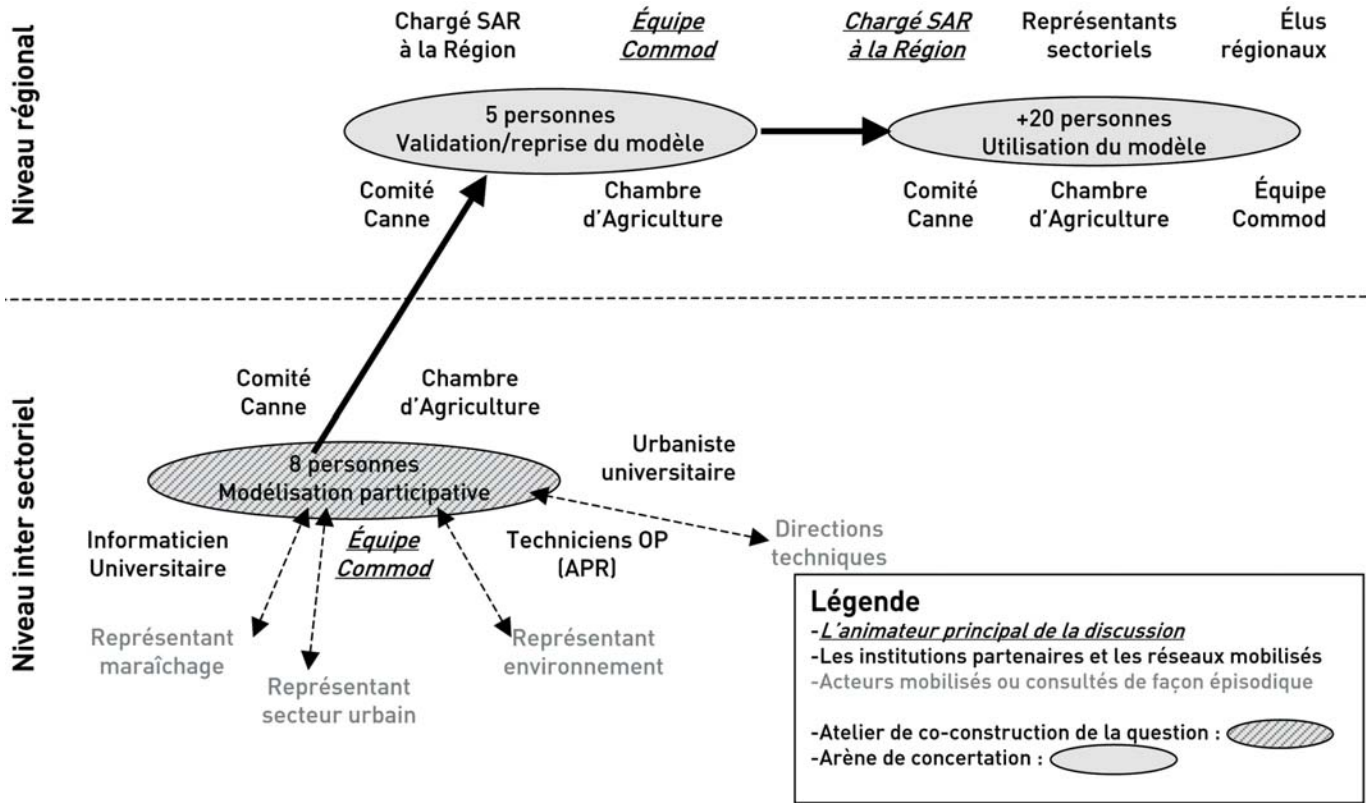 Niveau régional
Chargé SAR
à la Région
Équipe
Commod
Chargé SAR
à la Région
Représentants
sectoriels
Élus
régionaux
5 personnes
Validation/reprise du modèle
+20 personnes
Utilisation du modèle
Comité
Canne
Chambre
d'Agriculture
Comité
Canne
Chambre
d'Agriculture
Équipe
Commod
Niveau inter sectoriel
Comité
Canne
Chambre
d'Agriculture
Urbaniste
universitaire
8 personnes
Modélisation participative
Informaticien
Universitaire
Équipe
Commod
Techniciens OP
(APR)
Directions
techniques
Représentant
maraîchage
Représentant
secteur urbain
Représentant
environnement
Légende
-L'animateur principal de la discussion
-Les institutions partenaires et les réseaux mobilisés
-Acteurs mobilisés ou consultés de façon épisodique
-Atelier de co-construction de la question :
-Arène de concertation :